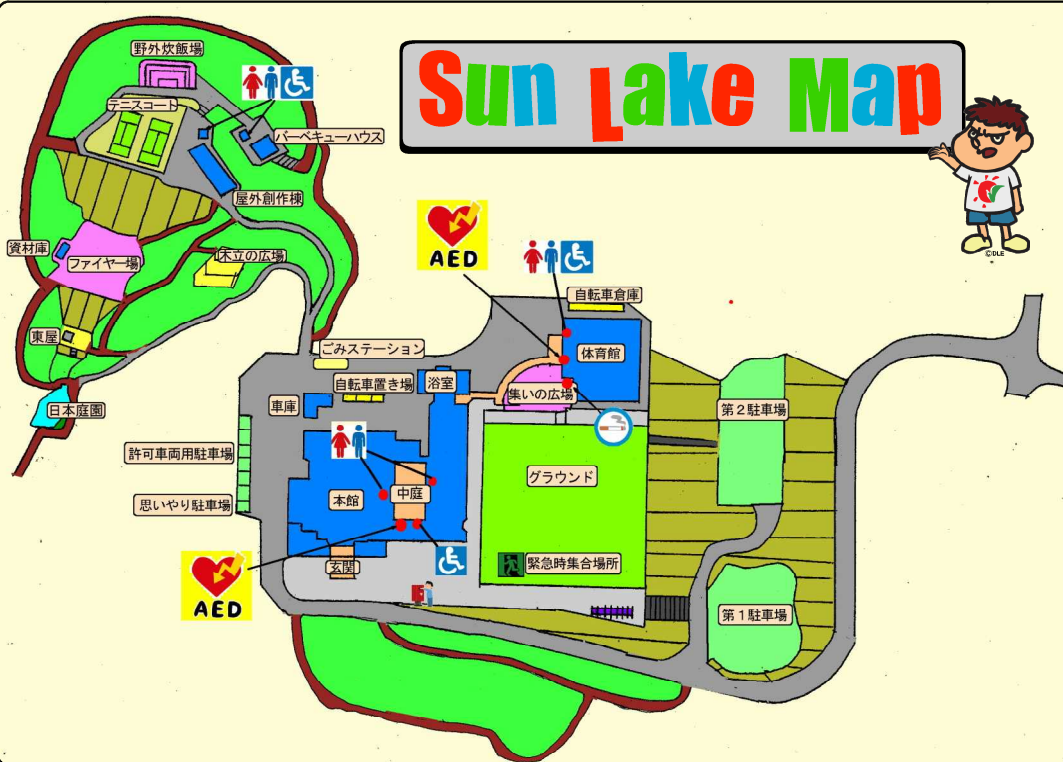 Sun Lake Map
野外炊飯場
テニスコート
バーベキューハウス
屋外創作棟
資材庫
ファイヤー場
木立の広場
東屋
日本庭園
©DLE
AED
自転車倉庫
体育館
ごみステーション
自転車置き場
浴室
集いの広場
車庫
第2駐車場
許可車両用駐車場
グラウンド
本館
中庭
思いやり駐車場
緊急時集合場所
玄関
AED
第1駐車場